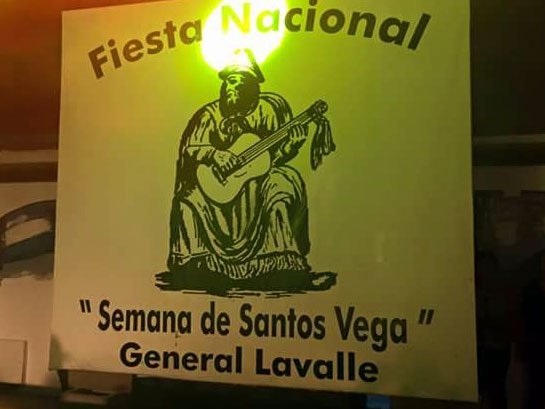 Fiesta Nacional
" Semana de Santos Vega "
General Lavalle